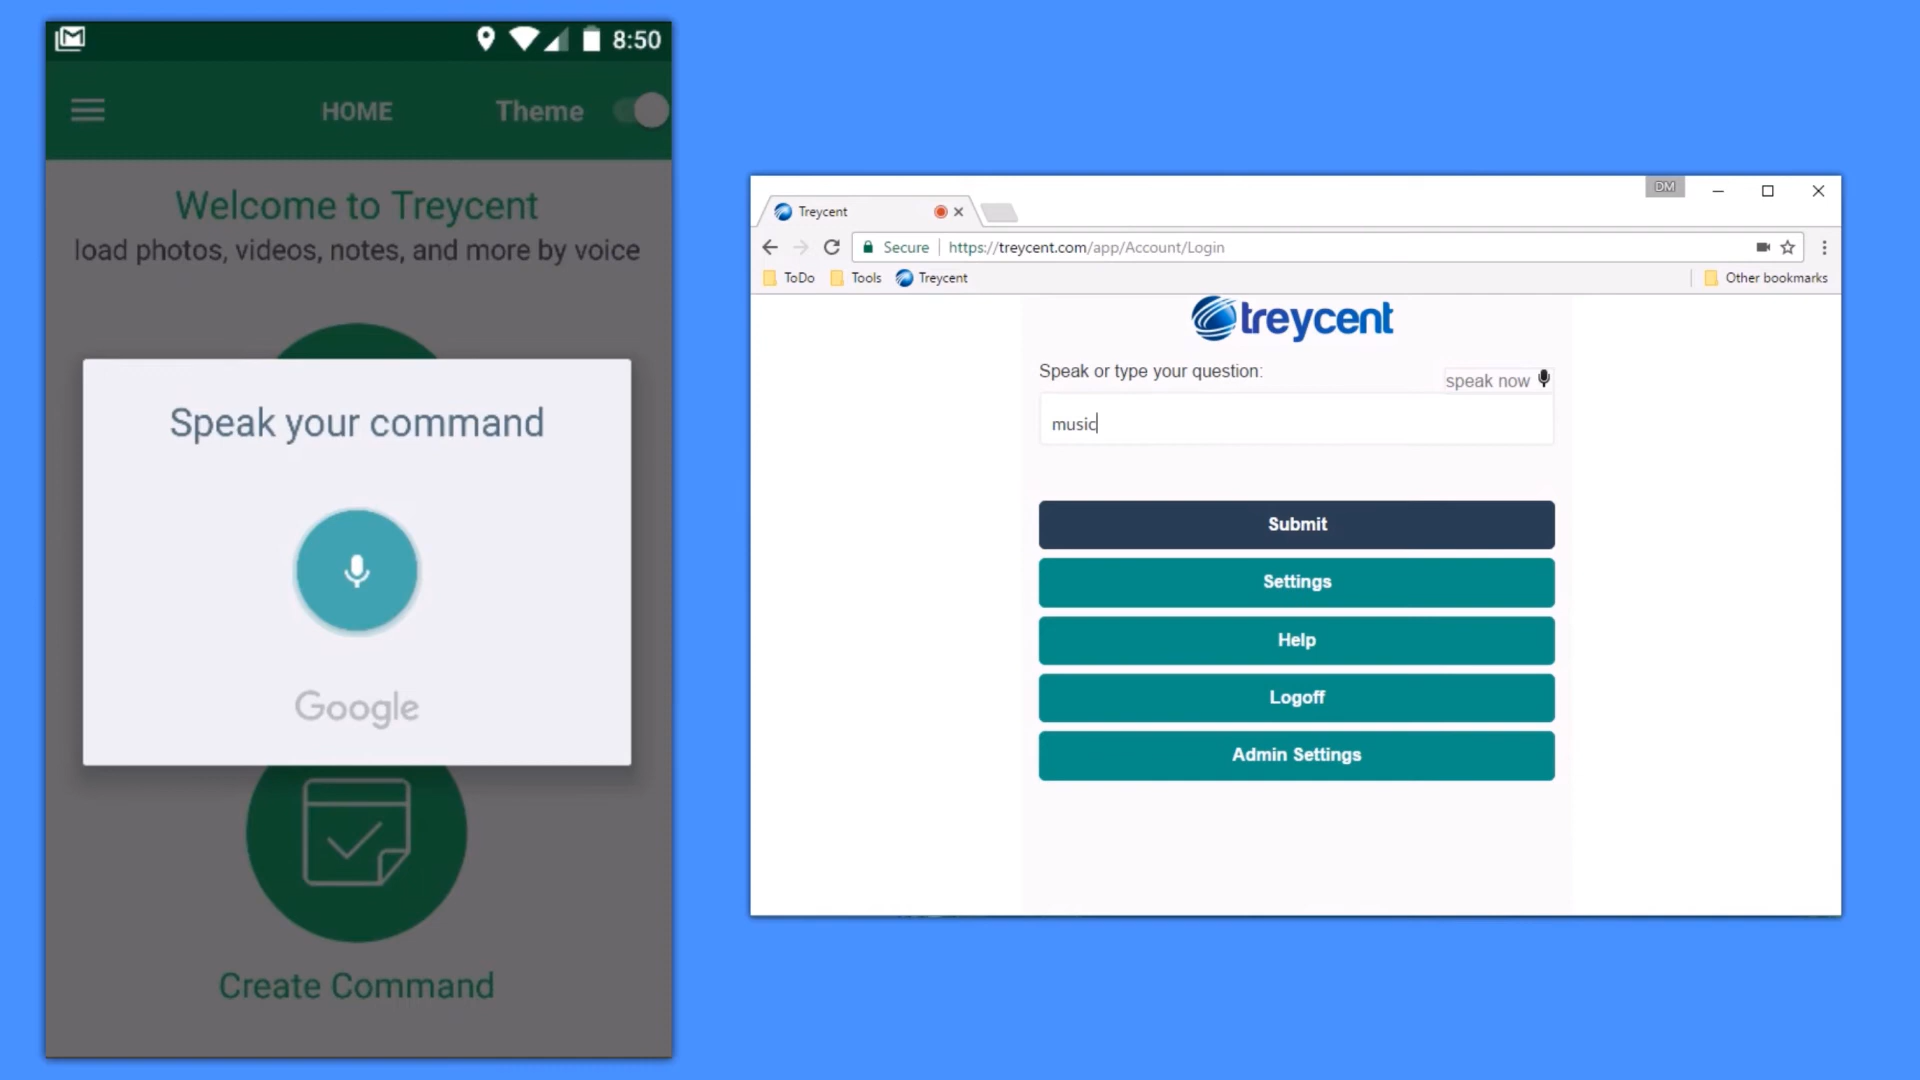 8:50
HOME
Theme
Welcome to Treycent
load photos, videos, notes, and more by voice
Speak your command
Google
Create Command
DM
Treycent
Secure
https://treycent.com/app/Account/Login
ToDo
Tools
Treycent
Other bookmarks
treycent
Speak or type your question:
speak now
music
Submit
Settings
Help
Logoff
Admin Settings